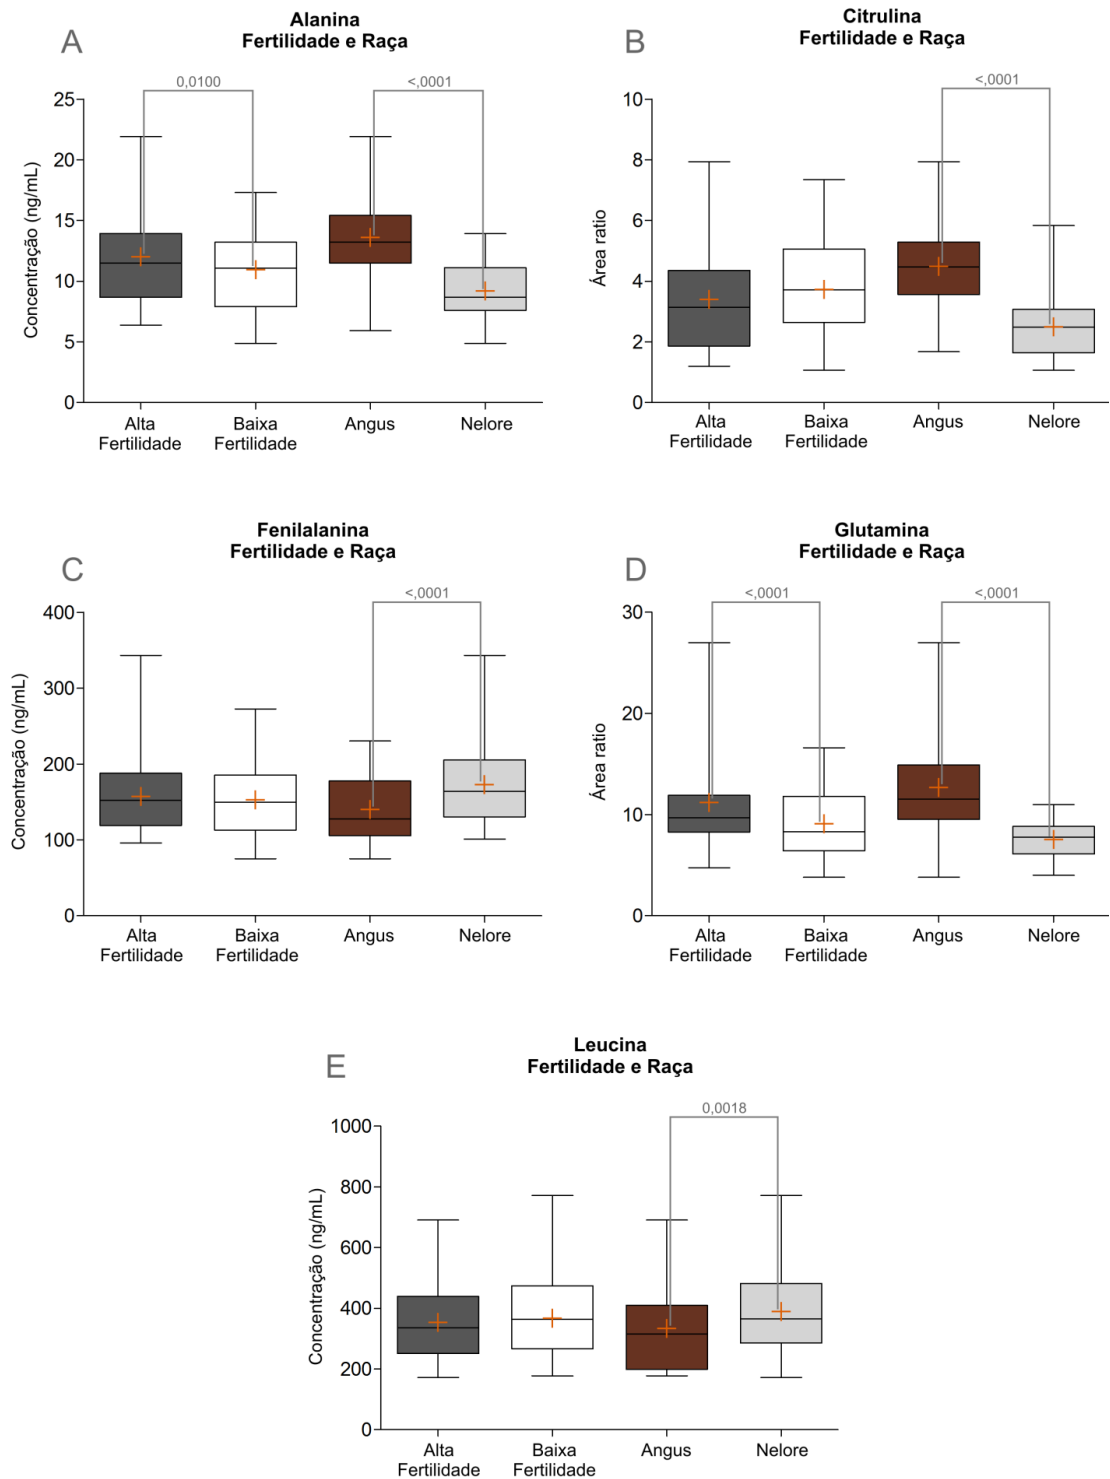 A
Alanina
Fertilidade e Raça
0,0100
<,0001
Concentração (ng/mL)
25
20
15
10
5
0
Alta
Fertilidade
Baixa
Fertilidade
Angus
Nelore
B
Citrulina
Fertilidade e Raça
<,0001
Área ratio
10
8
6
4
2
0
Alta
Fertilidade
Baixa
Fertilidade
Angus
Nelore
C
Fenilalanina
Fertilidade e Raça
<,0001
Concentração (ng/mL)
400
300
200
100
0
Alta
Fertilidade
Baixa
Fertilidade
Angus
Nelore
D
Glutamina
Fertilidade e Raça
<,0001
<,0001
Área ratio
30
20
10
0
Alta
Fertilidade
Baixa
Fertilidade
Angus
Nelore
E
Leucina
Fertilidade e Raça
0,0018
Concentração (ng/mL)
1000
800
600
400
200
0
Alta
Fertilidade
Baixa
Fertilidade
Angus
Nelore